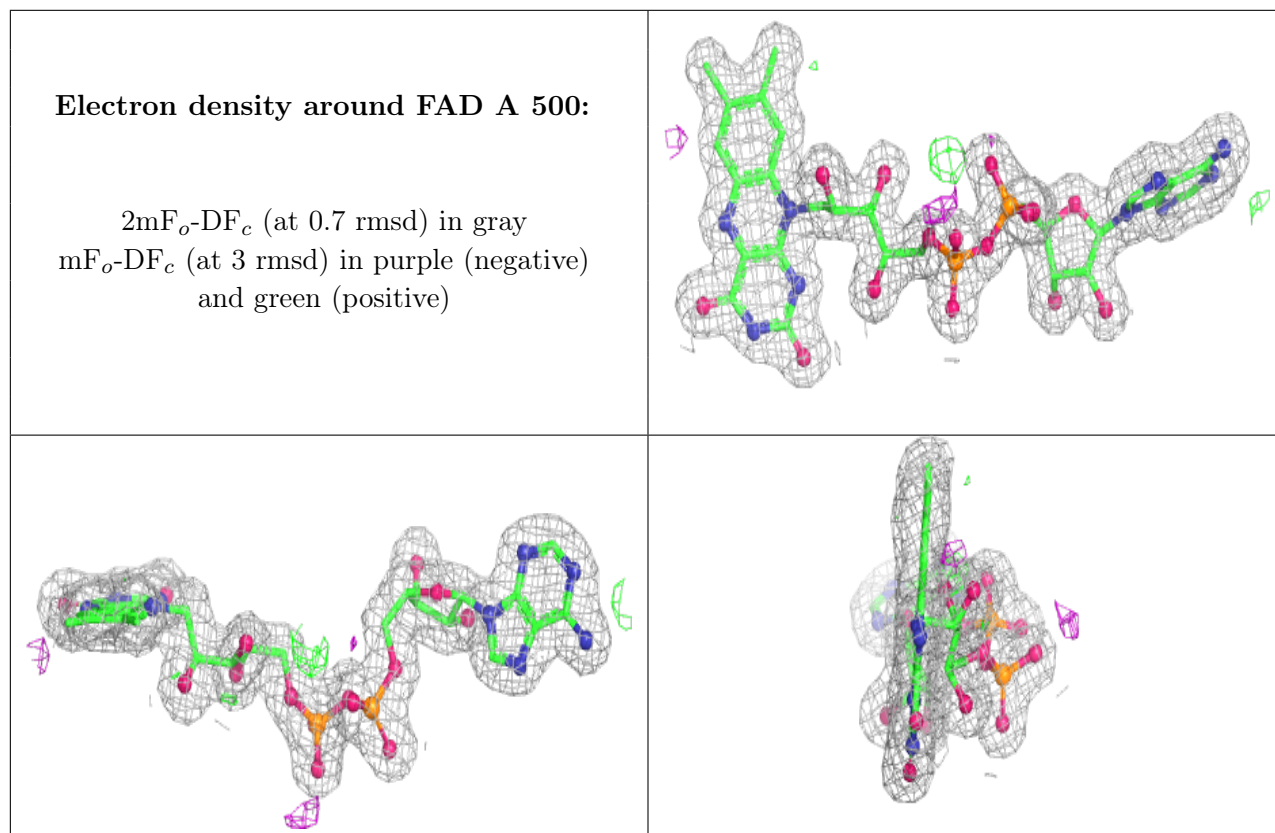 Electron density around FAD A 500:
2mFo-DFc (at 0.7 rmsd) in gray
mFo-DFc (at 3 rmsd) in purple (negative)
and green (positive)